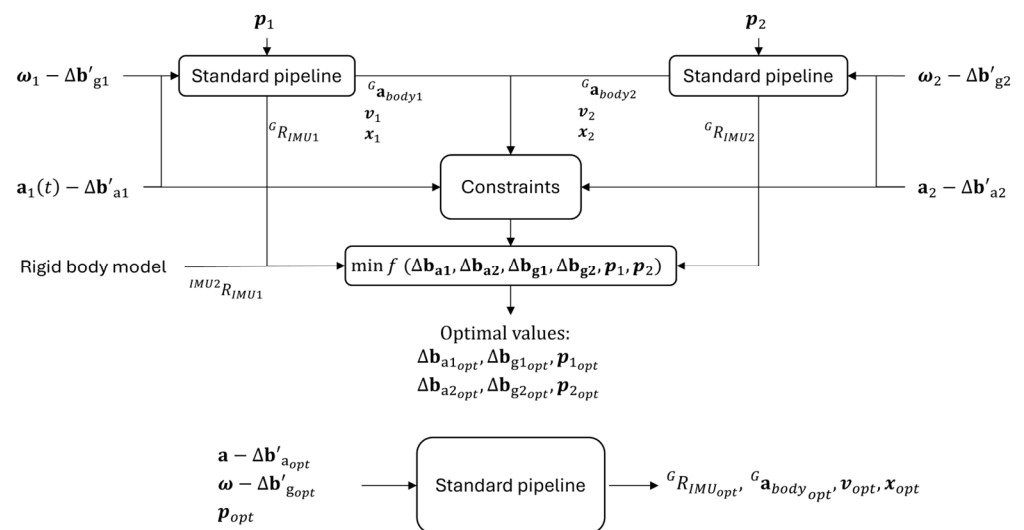 𝒑₁
𝒑₂
𝝎₁ − Δ𝐛′g1
Standard pipeline
Standard pipeline
𝝎₂ − Δ𝐛′g2
ᴳ𝐚body1
𝒗₁
𝒙₁
ᴳ𝐚body2
𝒗₂
𝒙₂
ᴳR_IMU1
ᴳR_IMU2
𝐚₁(t) − Δ𝐛′a1
Constraints
𝐚₂ − Δ𝐛′a2
Rigid body model
min f (Δ𝐛𝐚𝟏, Δ𝐛𝐚𝟐, Δ𝐛𝐠𝟏, Δ𝐛𝐠𝟐, 𝒑₁, 𝒑₂)
ᴵᴹᵁ²R_IMU1
Optimal values:
Δ𝐛a1opt, Δ𝐛g1opt, 𝒑1opt
Δ𝐛a2opt, Δ𝐛g2opt, 𝒑2opt
𝐚 − Δ𝐛′aopt
𝝎 − Δ𝐛′gopt
𝒑opt
Standard pipeline
ᴳR_IMUopt, ᴳ𝐚body opt, 𝒗opt, 𝒙opt